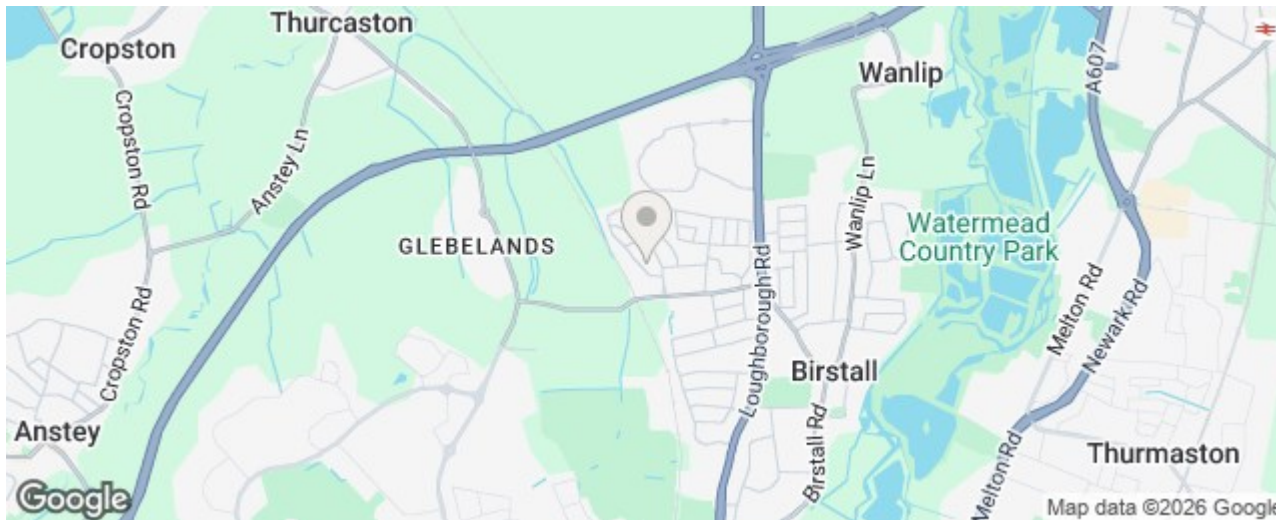 Thurcaston
Cropston
Wanlip
A607
Cropston Rd
Anstey Ln
Wanlip Ln
GLEBELANDS
Watermead
Country Park
Loughborough Rd
Melton Rd
Newark Rd
Cropston Rd
Birstall
Anstey
Birstall Rd
Melton Rd
Thurmaston
Google
Map data ©2026 Google